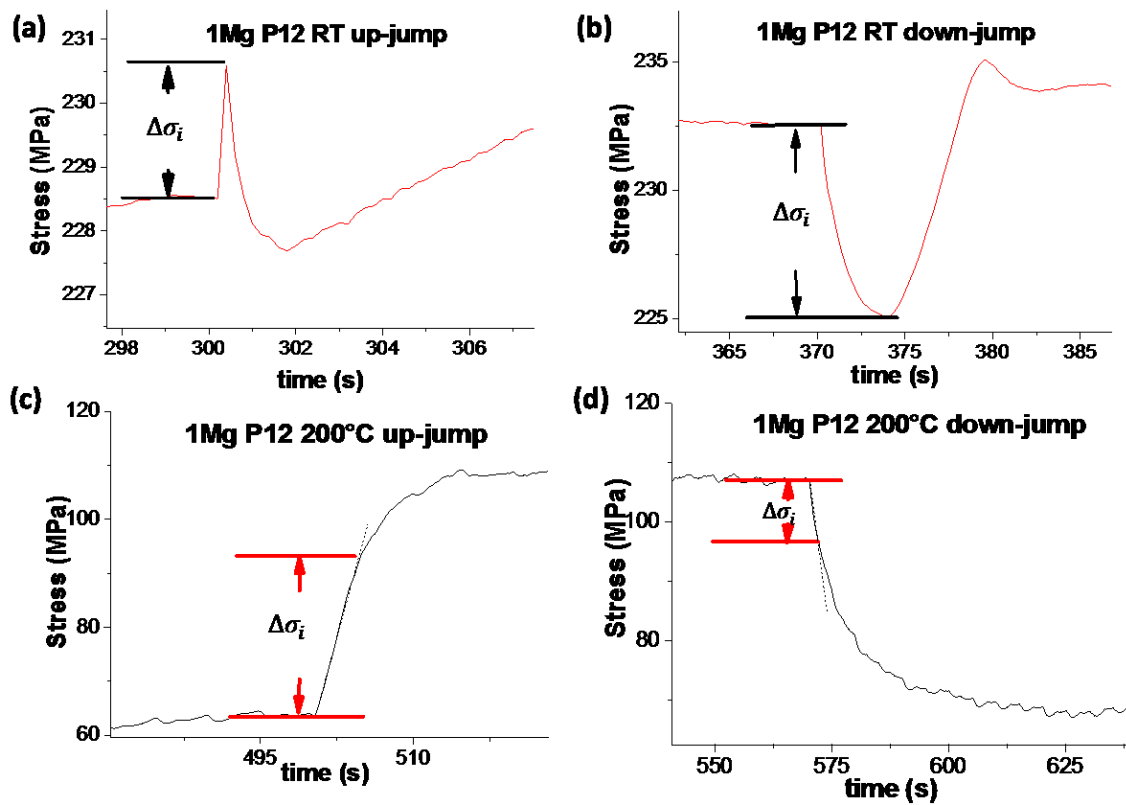 (a)
1Mg P12 RT up-jump
231
230
229
228
227
Stress (MPa)
Δσi
298 300 302 304 306
time (s)
(b)
1Mg P12 RT down-jump
235
230
225
Stress (MPa)
Δσi
365 370 375 380 385
time (s)
(c)
1Mg P12 200°C up-jump
120
100
80
60
Stress (MPa)
Δσi
495 510
time (s)
(d)
1Mg P12 200°C down-jump
120
100
80
Stress (MPa)
Δσi
550 575 600 625
time (s)